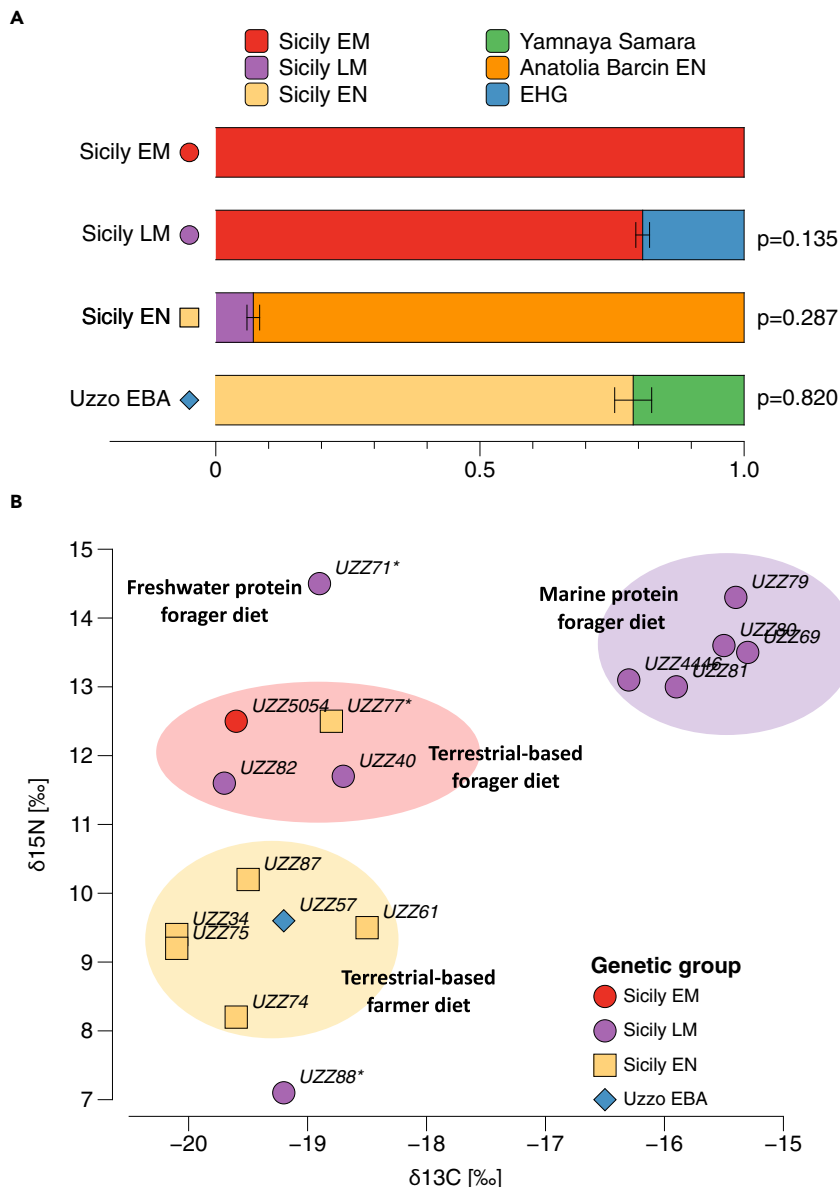 A
Sicily EM
Yamnaya Samara
Sicily LM
Anatolia Barcin EN
Sicily EN
EHG
Sicily EM
Sicily LM
p=0.135
Sicily EN
p=0.287
Uzzo EBA
p=0.820
0
0.5
1.0
B
15
14
13
12
11
10
9
8
7
δ15N [‰]
UZZ71*
Freshwater protein
forager diet
Marine protein
forager diet
UZZ79
UZZ80
UZZ69
UZZ4446
UZZ81
UZZ5054
UZZ77*
UZZ82
UZZ40
Terrestrial-based
forager diet
UZZ87
UZZ34
UZZ75
UZZ57
UZZ61
UZZ74
Terrestrial-based
farmer diet
UZZ88*
Genetic group
Sicily EM
Sicily LM
Sicily EN
Uzzo EBA
−20
−19
−18
−17
−16
−15
δ13C [‰]